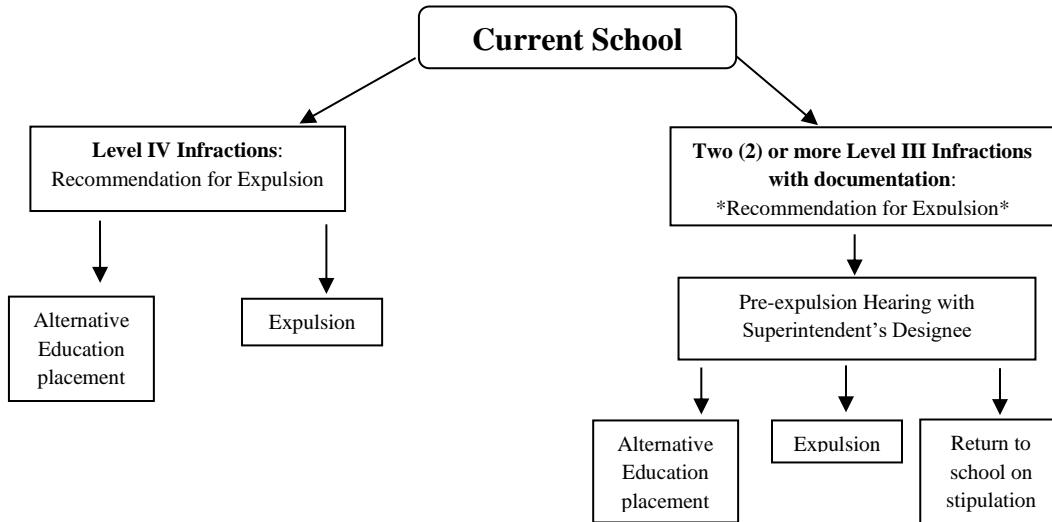 Current School
Level IV Infractions:
Recommendation for Expulsion
Two (2) or more Level III Infractions
with documentation:
*Recommendation for Expulsion*
Alternative
Education
placement
Expulsion
Pre-expulsion Hearing with
Superintendent’s Designee
Alternative
Education
placement
Expulsion
Return to
school on
stipulation